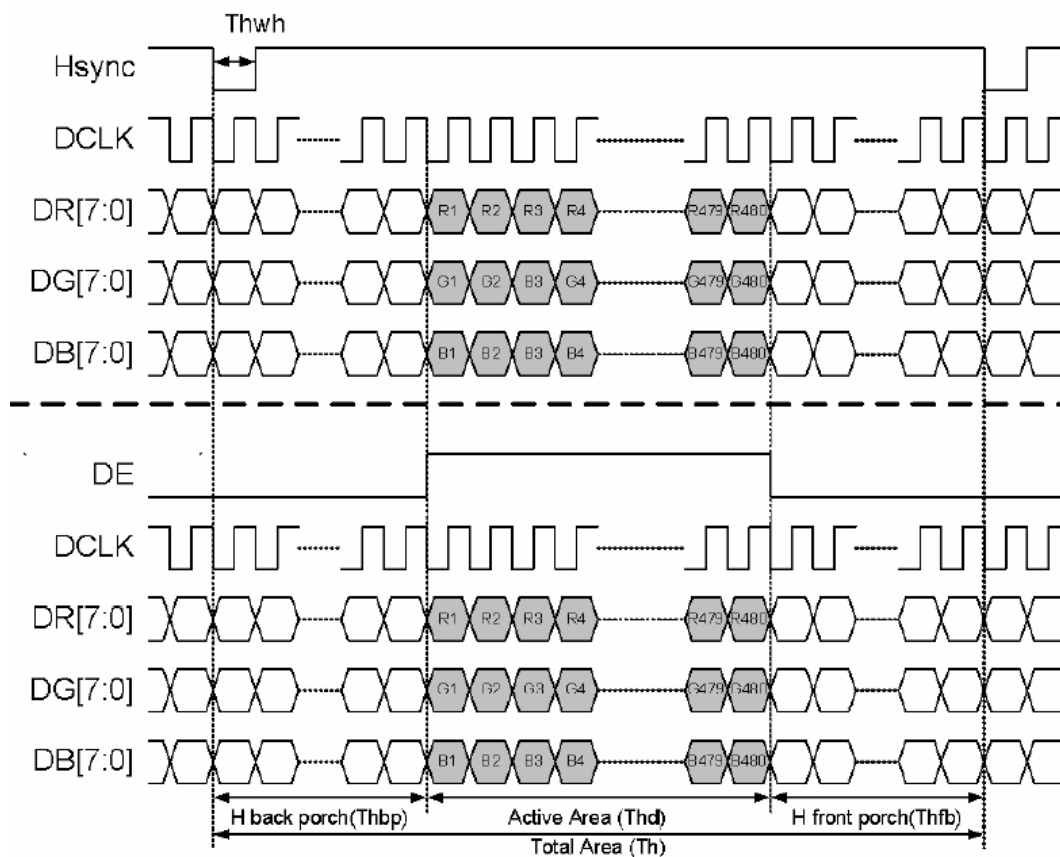 Thwh
Hsync
DCLK
DR[7:0] R1 R2 R3 R4 R479 R480
DG[7:0] G1 G2 B3 G4 G479 G480
DB[7:0] B1 B2 B3 B4 B479 B480
DE
DCLK
DR[7:0] R1 R2 R3 R4 R479 R480
DG[7:0] G1 G2 G3 G4 G479 G480
DB[7:0] B1 B2 B3 B4 B479 B480
H back porch(Thbp) Active Area (Thd) H front porch(Thfb)
Total Area (Th)